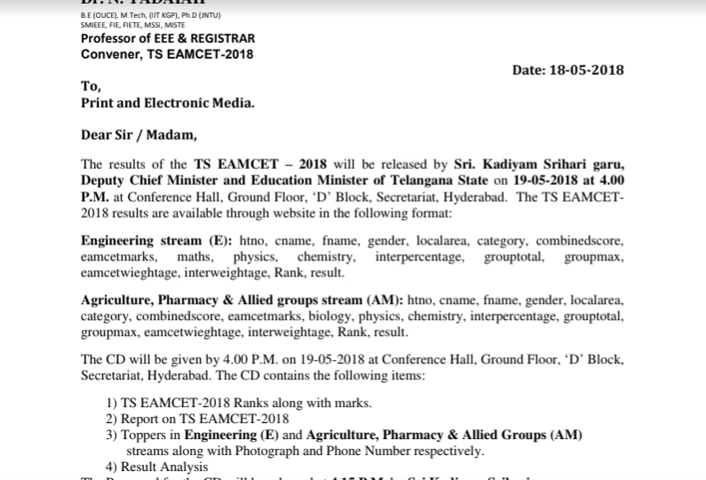 Dr. N. YADAIAH
B.E (OUCE), M.Tech, (IIT KGP), Ph.D (JNTU)
SMIEEE, FIE, FIETE, MSSI, MISTE
Professor of EEE & REGISTRAR
Convener, TS EAMCET-2018
Date: 18-05-2018
To,
Print and Electronic Media.
Dear Sir / Madam,
The results of the TS EAMCET – 2018 will be released by Sri. Kadiyam Srihari garu,
Deputy Chief Minister and Education Minister of Telangana State on 19-05-2018 at 4.00
P.M. at Conference Hall, Ground Floor, ‘D’ Block, Secretariat, Hyderabad. The TS EAMCET-
2018 results are available through website in the following format:
Engineering stream (E): htno, cname, fname, gender, localarea, category, combinedscore,
eamcetmarks, maths, physics, chemistry, interpercentage, grouptotal, groupmax,
eamcetwieghtage, interweightage, Rank, result.
Agriculture, Pharmacy & Allied groups stream (AM): htno, cname, fname, gender, localarea,
category, combinedscore, eamcetmarks, biology, physics, chemistry, interpercentage, grouptotal,
groupmax, eamcetwieghtage, interweightage, Rank, result.
The CD will be given by 4.00 P.M. on 19-05-2018 at Conference Hall, Ground Floor, ‘D’ Block,
Secretariat, Hyderabad. The CD contains the following items:
1) TS EAMCET-2018 Ranks along with marks.
2) Report on TS EAMCET-2018
3) Toppers in Engineering (E) and Agriculture, Pharmacy & Allied Groups (AM)
streams along with Photograph and Phone Number respectively.
4) Result Analysis